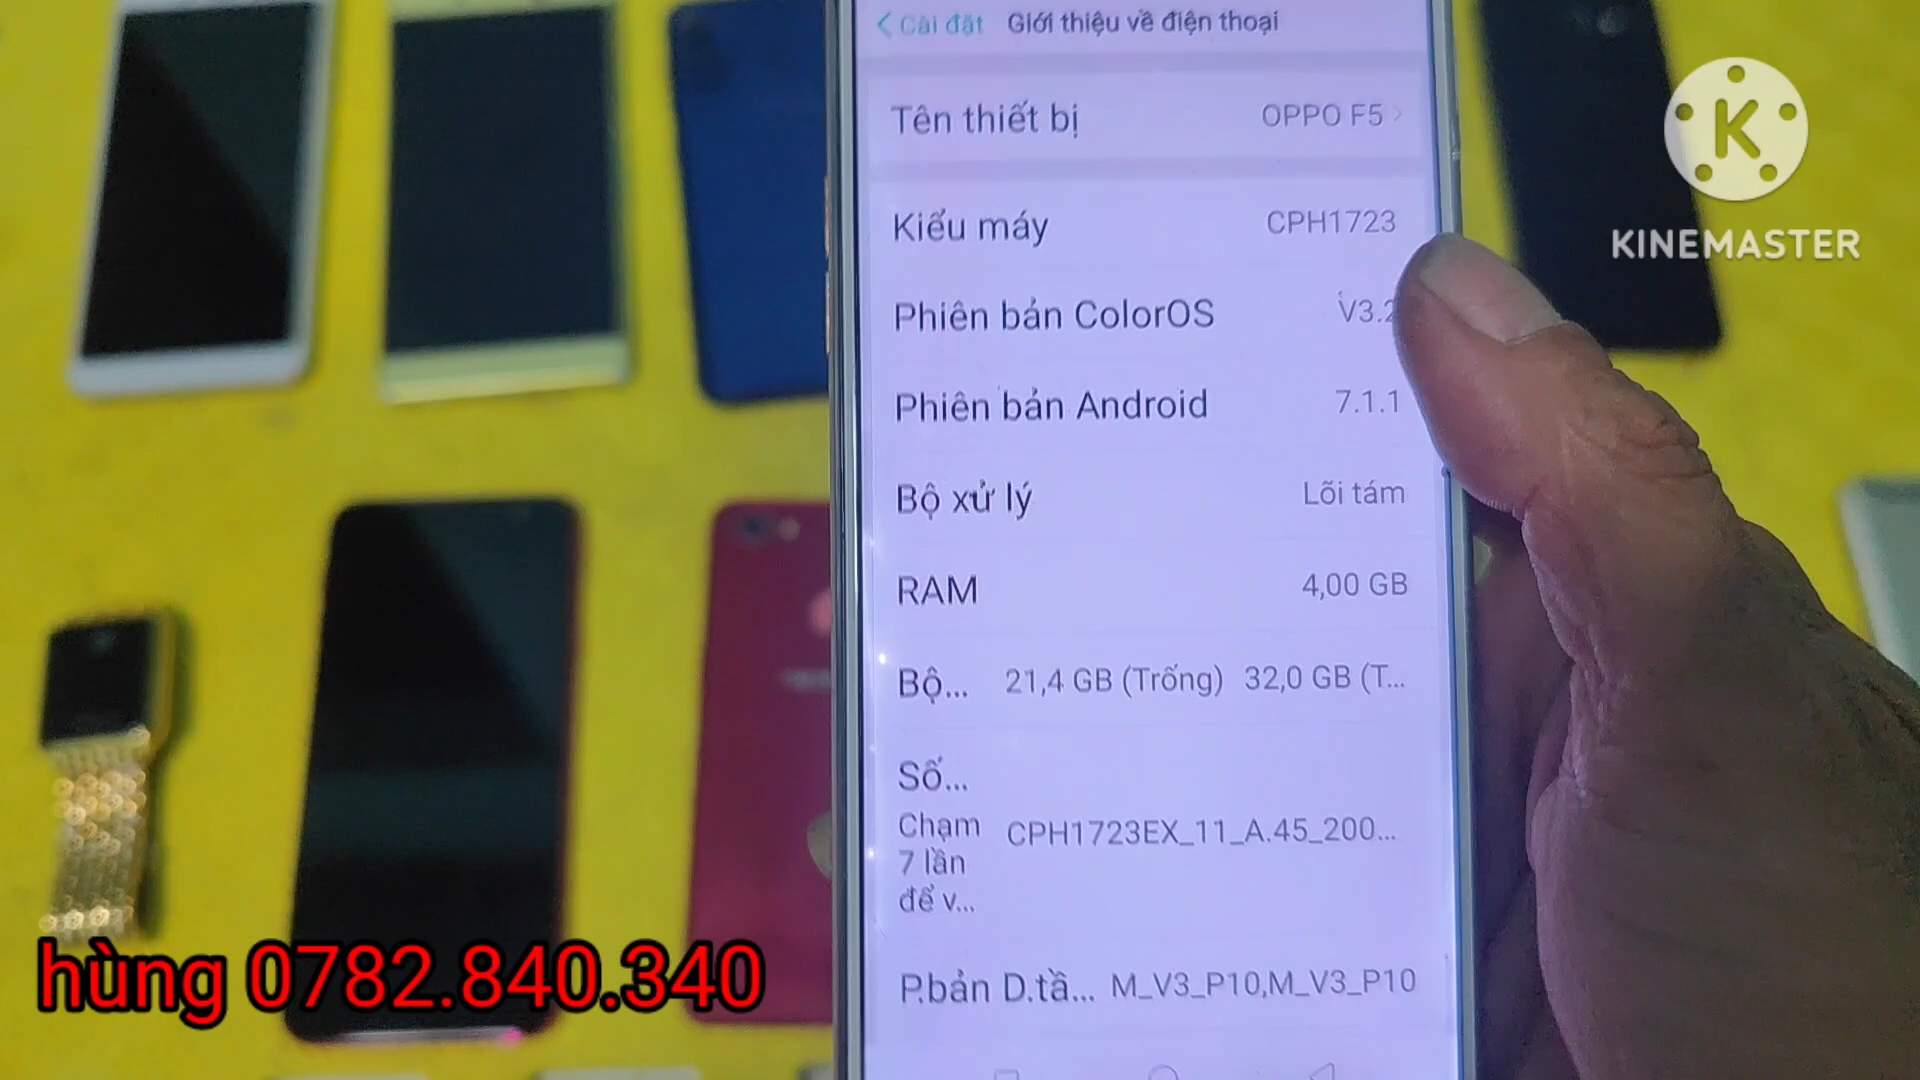 Cài đặt Giới thiệu về điện thoại
Tên thiết bị OPPO F5
Kiểu máy CPH1723
Phiên bản ColorOS V3.2
Phiên bản Android 7.1.1
Bộ xử lý Lõi tám
RAM 4,00 GB
Bộ... 21,4 GB (Trống) 32,0 GB (T...
Số...
Chạm
7 lần
để v...
CPH1723EX_11_A.45_200...
P.bản D.tầ... M_V3_P10,M_V3_P10
K
KINEMASTER
hùng 0782.840.340